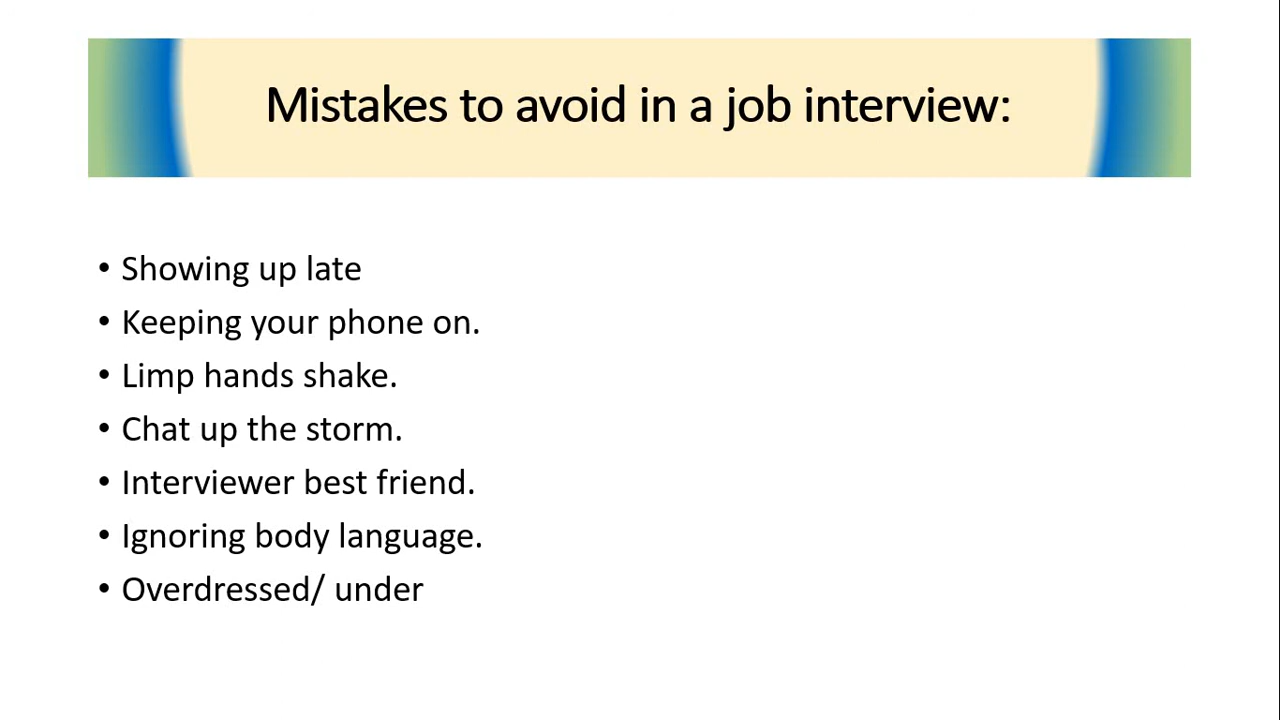 Mistakes to avoid in a job interview:
• Showing up late
• Keeping your phone on.
• Limp hands shake.
• Chat up the storm.
• Interviewer best friend.
• Ignoring body language.
• Overdressed/ under